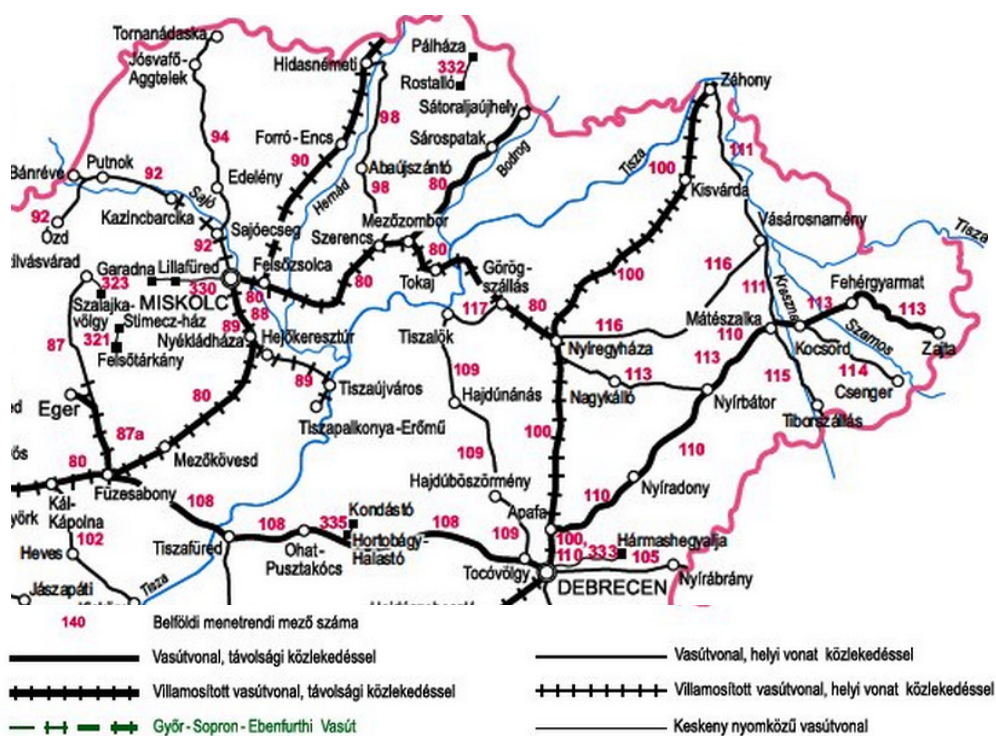 Tornanádaska
Jósvafő-
Aggtelek
Hidasnémeti
Pálháza
332
Rostalló
Sátoraljaújhely
Záhony
98
94
Forró-Encs
90
Sárospatak
Bodrog
Tisza
111
100
Bánréve
Putnok
92
Edelény
Abaújszántó
98
80
Kisvárda
Hernád
Sajó
Kazincbarcika
92
Ózd
Sajóecseg
92
Mezőzombor
Szerencs
80
Vásárosnamény
Tisza
ilvásvárad
Garadna
Lillafüred
Felsőzsolca
323
330
80
80
Tokaj
Görög-
szállás
100
116
111
Kraszna
Fehérgyarmat
Szalajka-
völgy
MISKOLC
88
Stimecz-ház
89
117
80
113
113
321
Nyékládháza
Hejőkeresztúr
Tiszalök
116
Mátészalka
110
Szamos
Felsőtárkány
Nyíregyháza
Kocsord
Zajta
87
89
109
113
113
115
114
Tiszaújváros
Hajdúnánás
Nagykálló
Nyírbátor
Csenger
Eger
80
Tiszapalkonya-Erőmű
Tiborszállás
ed
87a
100
ös
80
Mezőkövesd
109
110
Füzesabony
Hajdúböszörmény
Nyíradony
Kál-
Kápolna
yörk
108
110
Kondástó
Apafa
335
108
108
109
100,
110
333
Hármashegyalja
102
Tiszafüred
Ohat-
Pusztakócs
Hortobágy-
Halastó
105
Heves
Tocóvölgy
Nyírábrány
Jászapáti
Tisza
DEBRECEN
140 Belföldi menetrendi mező száma
Vasútvonal, távolsági közlekedéssel
Vasútvonal, helyi vonat közlekedéssel
Villamosított vasútvonal, távolsági közlekedéssel
Villamosított vasútvonal, helyi vonat közlekedéssel
Győr-Sopron-Ebenfurthi Vasút
Keskeny nyomközű vasútvonal